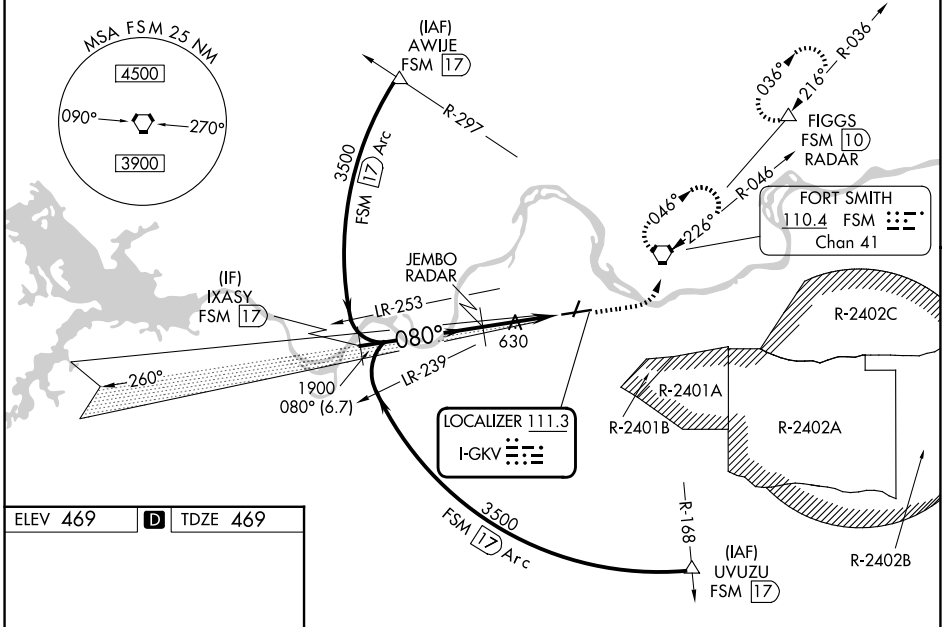 MSA FSM 25 NM
4500
090°
270°
3900
(IAF)
AWIJE
FSM 17
R-297
3500
FSM 17 Arc
R-036
036°
216°
FIGGS
FSM 10
RADAR
R-046
046°
226°
FORT SMITH
110.4 FSM
Chan 41
JEMBO
RADAR
(IF)
IXASY
FSM 17
LR-253
080°
630
260°
1900
080° (6.7)
LR-239
LOCALIZER 111.3
I-GKV
R-2402C
R-2401A
R-2401B
R-2402A
R-2402B
3500
FSM 17 Arc
R-168
(IAF)
UVUZU
FSM 17
ELEV 469 D TDZE 469